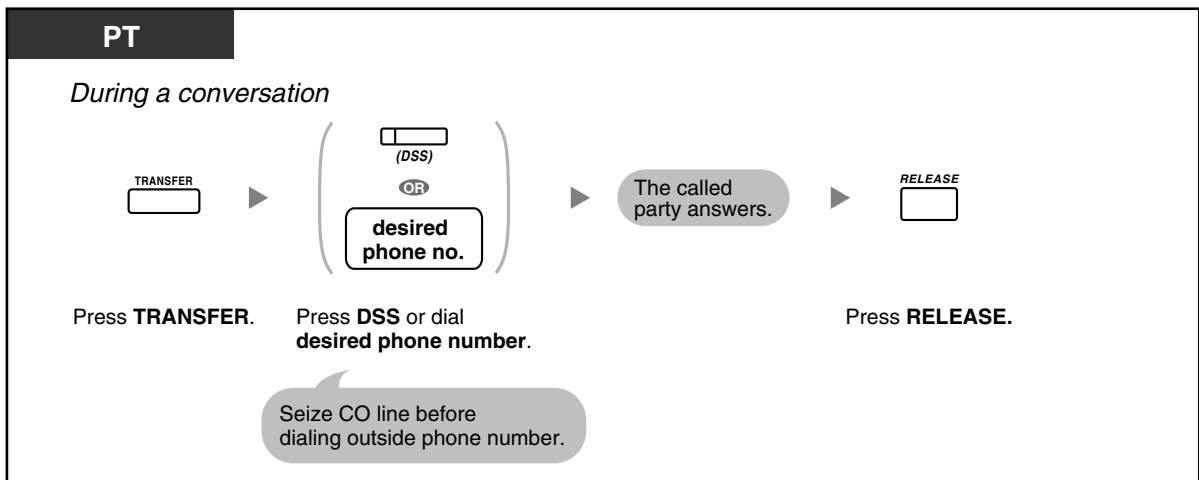 PT
During a conversation
TRANSFER
(DSS)
OR
desired
phone no.
The called
party answers.
RELEASE
Press TRANSFER.
Press DSS or dial
desired phone number.
Press RELEASE.
Seize CO line before
dialing outside phone number.